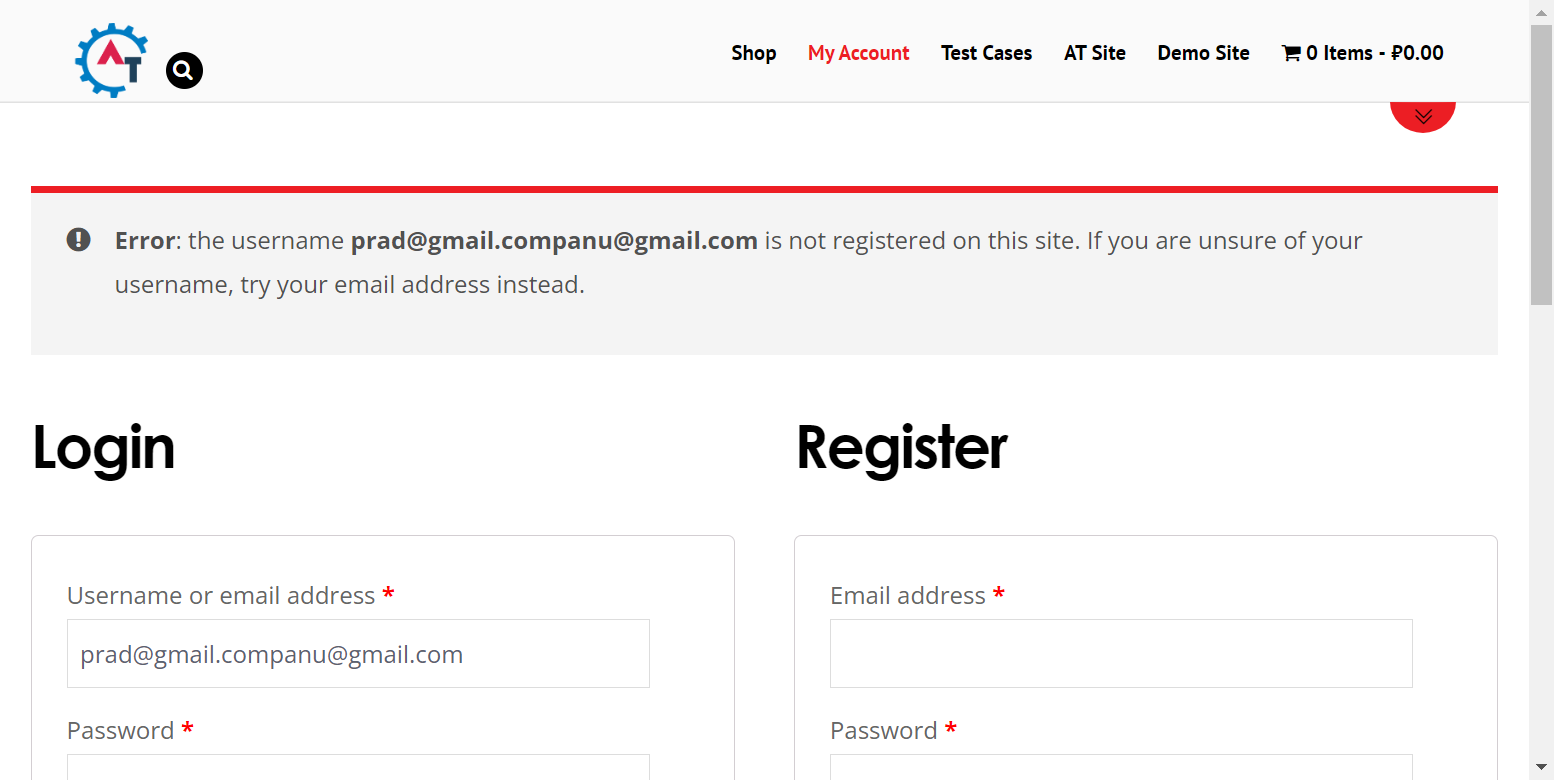 AT
Shop My Account Test Cases AT Site Demo Site 0 Items - ₽0.00
Error: the username prad@gmail.companu@gmail.com is not registered on this site. If you are unsure of your
username, try your email address instead.
Login
Register
Username or email address *
prad@gmail.companu@gmail.com
Password *
Email address *
Password *